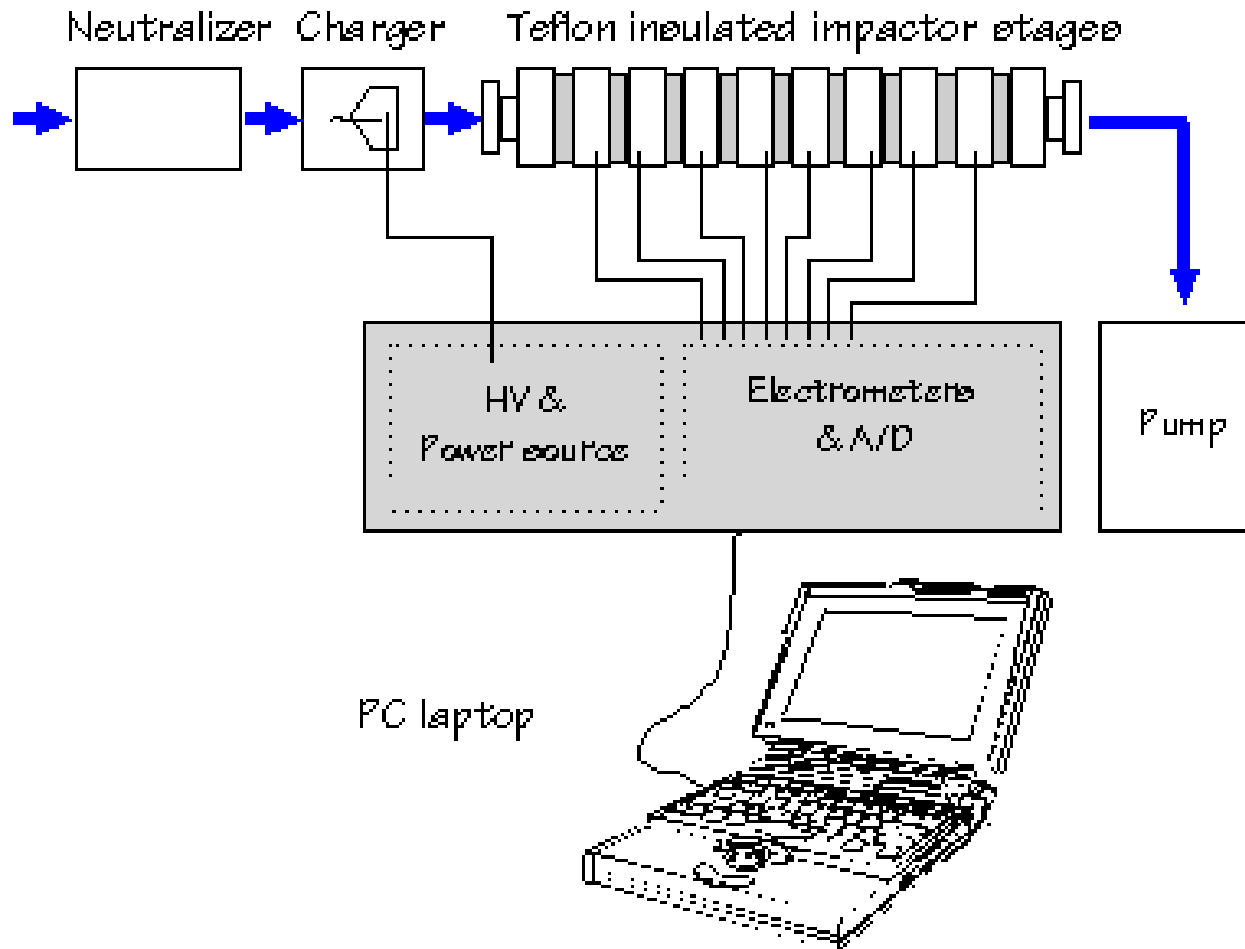 Neutralizer
Charger
Teflon insulated impactor stages
HV &
Power source
Electrometers
& A/D
Pump
PC laptop